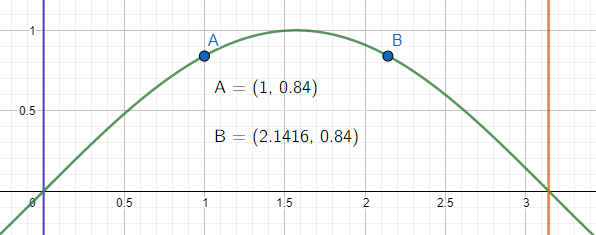 1
A
B
A = (1, 0.84)
0.5
B = (2.1416, 0.84)
0 0.5 1 1.5 2 2.5 3